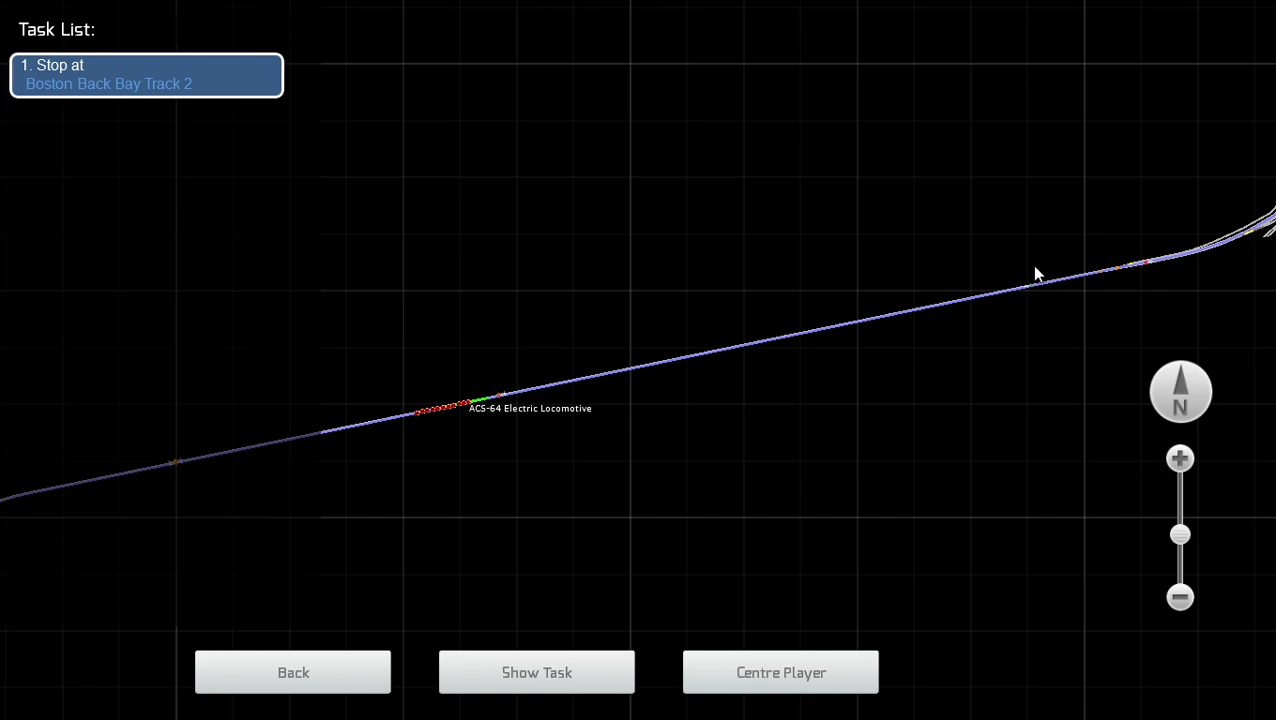 Task List:
1. Stop at
Boston Back Bay Track 2
ACS-64 Electric Locomotive
N
Back
Show Task
Centre Player